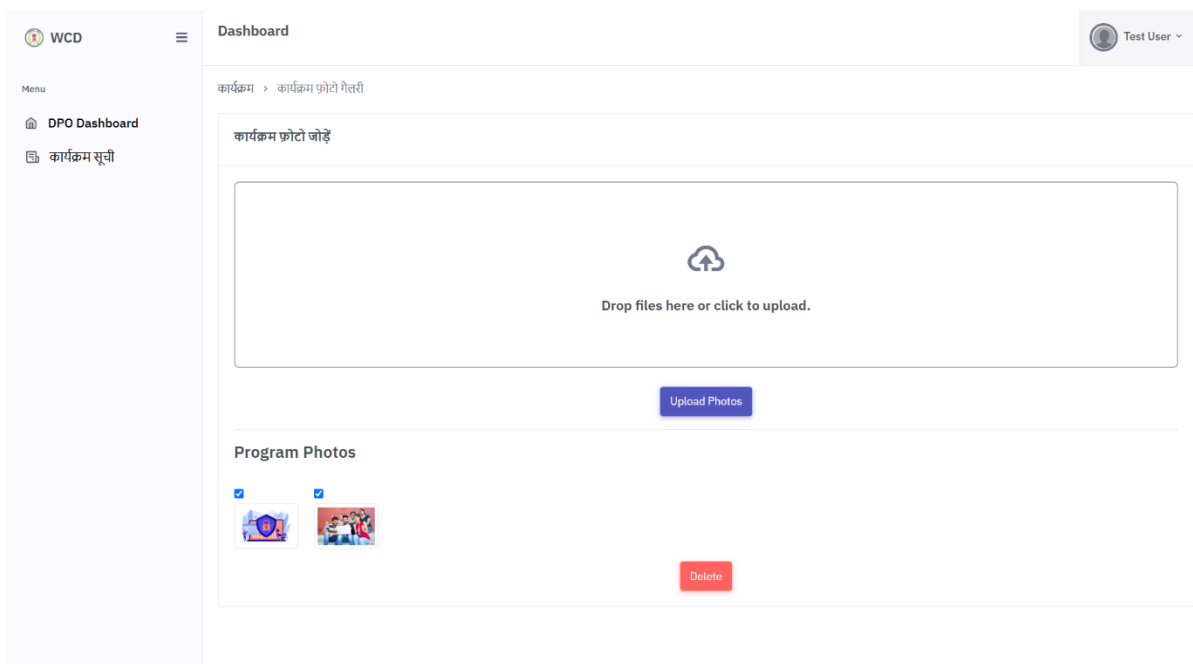 WCD
Dashboard
Test User
Menu
कार्यक्रम > कार्यक्रम फ़ोटो गैलरी
DPO Dashboard
कार्यक्रम सूची
कार्यक्रम फ़ोटो जोड़ें
Drop files here or click to upload.
Upload Photos
Program Photos
Delete